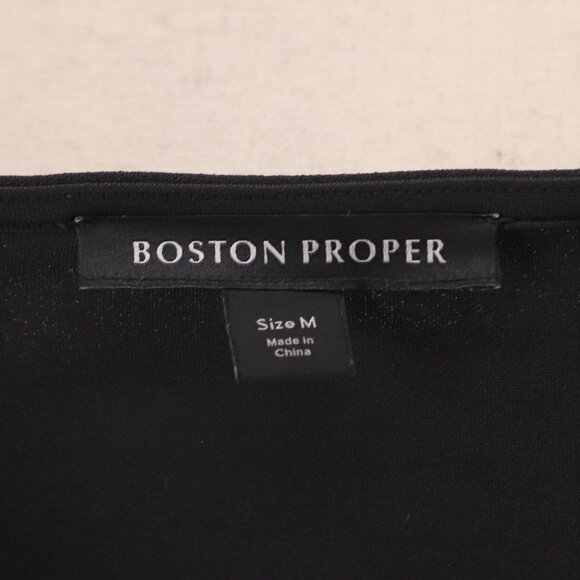 BOSTON PROPER
Size M
Made in
China